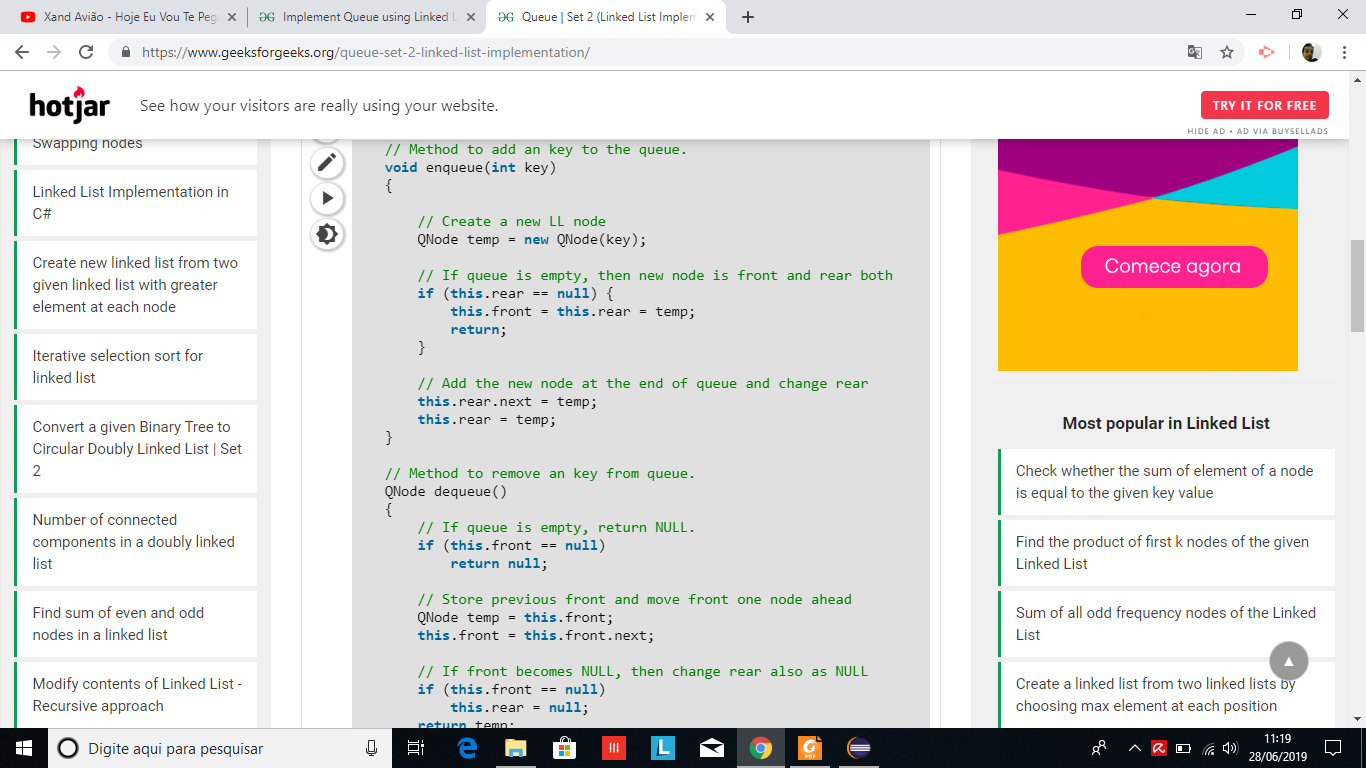 Xand Avião - Hoje Eu Vou Te Peg
Implement Queue using Linked L
Queue | Set 2 (Linked List Implem
https://www.geeksforgeeks.org/queue-set-2-linked-list-implementation/
hotjar
See how your visitors are really using your website.
TRY IT FOR FREE
HIDE AD • AD VIA BUYSELLADS
Swapping nodes
Linked List Implementation in
C#
Create new linked list from two
given linked list with greater
element at each node
Iterative selection sort for
linked list
Convert a given Binary Tree to
Circular Doubly Linked List | Set
2
Number of connected
components in a doubly linked
list
Find sum of even and odd
nodes in a linked list
Modify contents of Linked List -
Recursive approach
// Method to add an key to the queue.
void enqueue(int key)
{
// Create a new LL node
QNode temp = new QNode(key);
// If queue is empty, then new node is front and rear both
if (this.rear == null) {
this.front = this.rear = temp;
return;
}
// Add the new node at the end of queue and change rear
this.rear.next = temp;
this.rear = temp;
}
// Method to remove an key from queue.
QNode dequeue()
{
// If queue is empty, return NULL.
if (this.front == null)
return null;
// Store previous front and move front one node ahead
QNode temp = this.front;
this.front = this.front.next;
// If front becomes NULL, then change rear also as NULL
if (this.front == null)
this.rear = null;
return temp;
Comece agora
Most popular in Linked List
Check whether the sum of element of a node
is equal to the given key value
Find the product of first k nodes of the given
Linked List
Sum of all odd frequency nodes of the Linked
List
Create a linked list from two linked lists by
choosing max element at each position
Digite aqui para pesquisar
L
PDF
11:19
28/06/2019